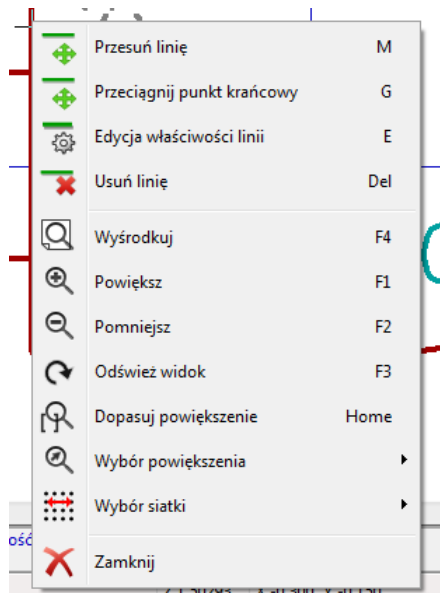 Przesuń linię M
Przeciągnij punkt krańcowy G
Edycja właściwości linii E
Usuń linię Del
Wyśrodkuj F4
Powiększ F1
Pomniejsz F2
Odśwież widok F3
Dopasuj powiększenie Home
Wybór powiększenia
Wybór siatki
Zamknij